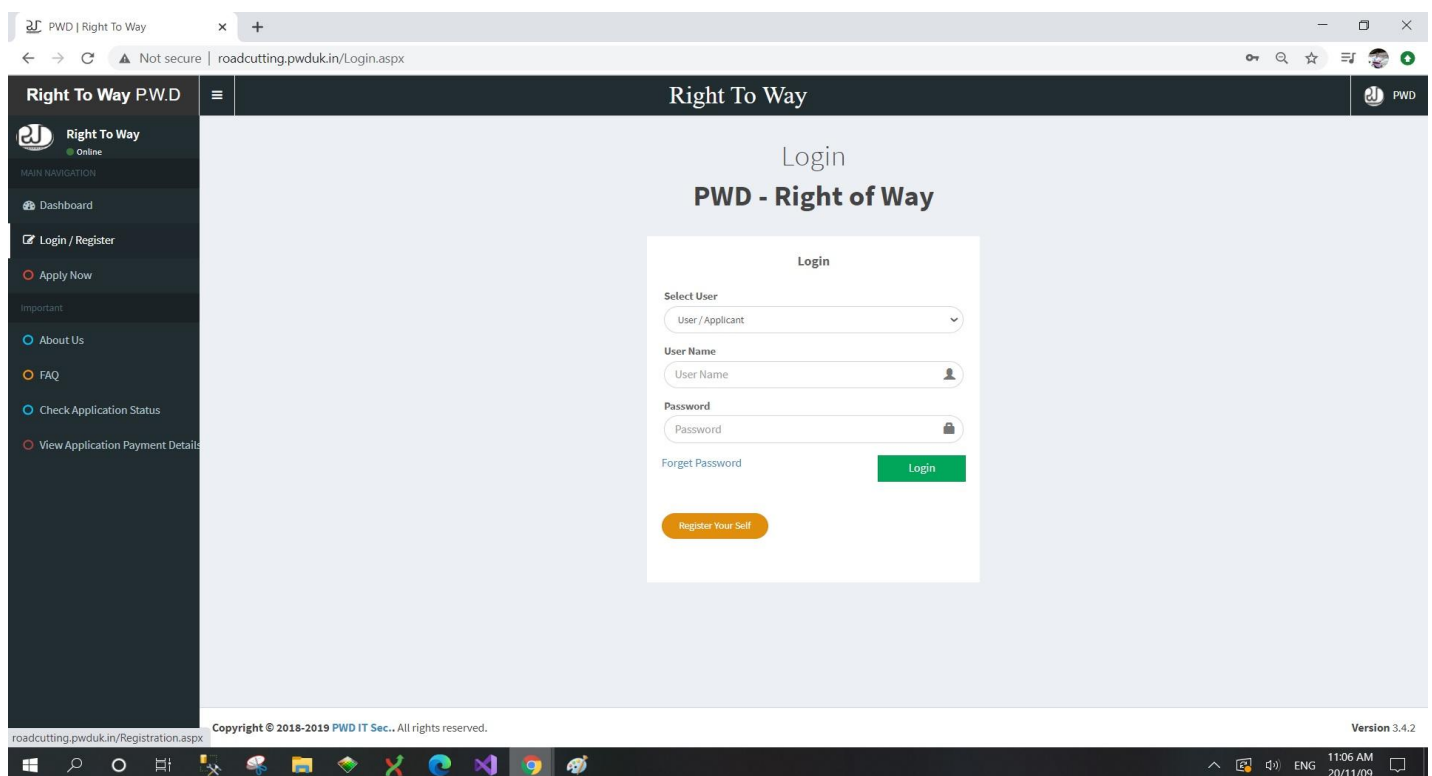 PWD | Right To Way
Not secure | roadcutting.pwduk.in/Login.aspx
Right To Way P.W.D
Right To Way
PWD
Right To Way
Online
MAIN NAVIGATION
Dashboard
Login / Register
Apply Now
Important
About Us
FAQ
Check Application Status
View Application Payment Details
Login
PWD - Right of Way
Login
Select User
User / Applicant
User Name
User Name
Password
Password
Forget Password
Login
Register Your Self
Copyright © 2018-2019 PWD IT Sec.. All rights reserved.
Version 3.4.2
roadcutting.pwduk.in/Registration.aspx
ENG
11:06 AM
20/11/09